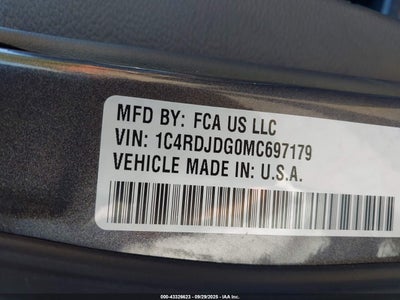 MFD BY: FCA US LLC
VIN: 1C4RDJDG0MC697179
VEHICLE MADE IN: U.S.A.
000-43326623 - 09/29/2025 - IAA Inc.